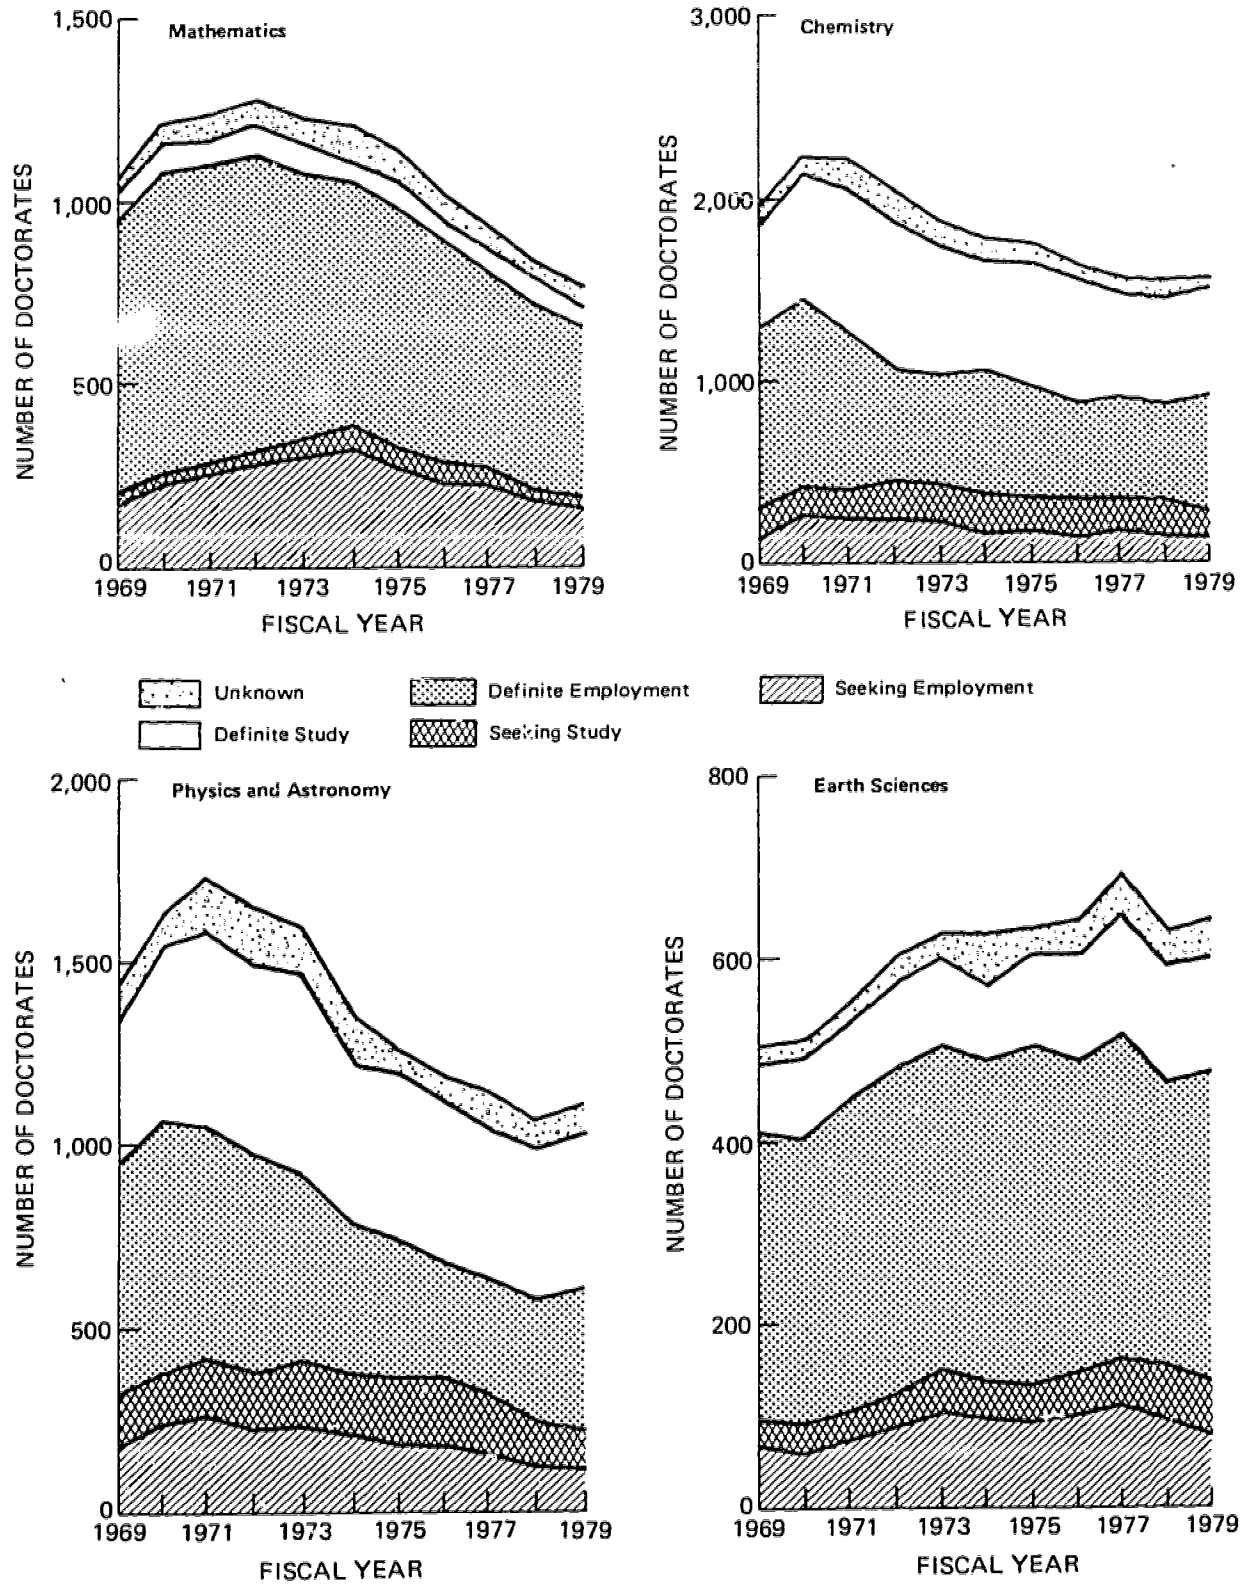 Mathematics
1,500
1,000
500
0
NUMBER OF DOCTORATES
1969 1971 1973 1975 1977 1979
FISCAL YEAR
Chemistry
3,000
2,000
1,000
0
NUMBER OF DOCTORATES
1969 1971 1973 1975 1977 1979
FISCAL YEAR
Unknown
Definite Employment
Seeking Employment
Definite Study
Seeking Study
Physics and Astronomy
2,000
1,500
1,000
500
0
NUMBER OF DOCTORATES
1969 1971 1973 1975 1977 1979
FISCAL YEAR
Earth Sciences
800
600
400
200
0
NUMBER OF DOCTORATES
1969 1971 1973 1975 1977 1979
FISCAL YEAR